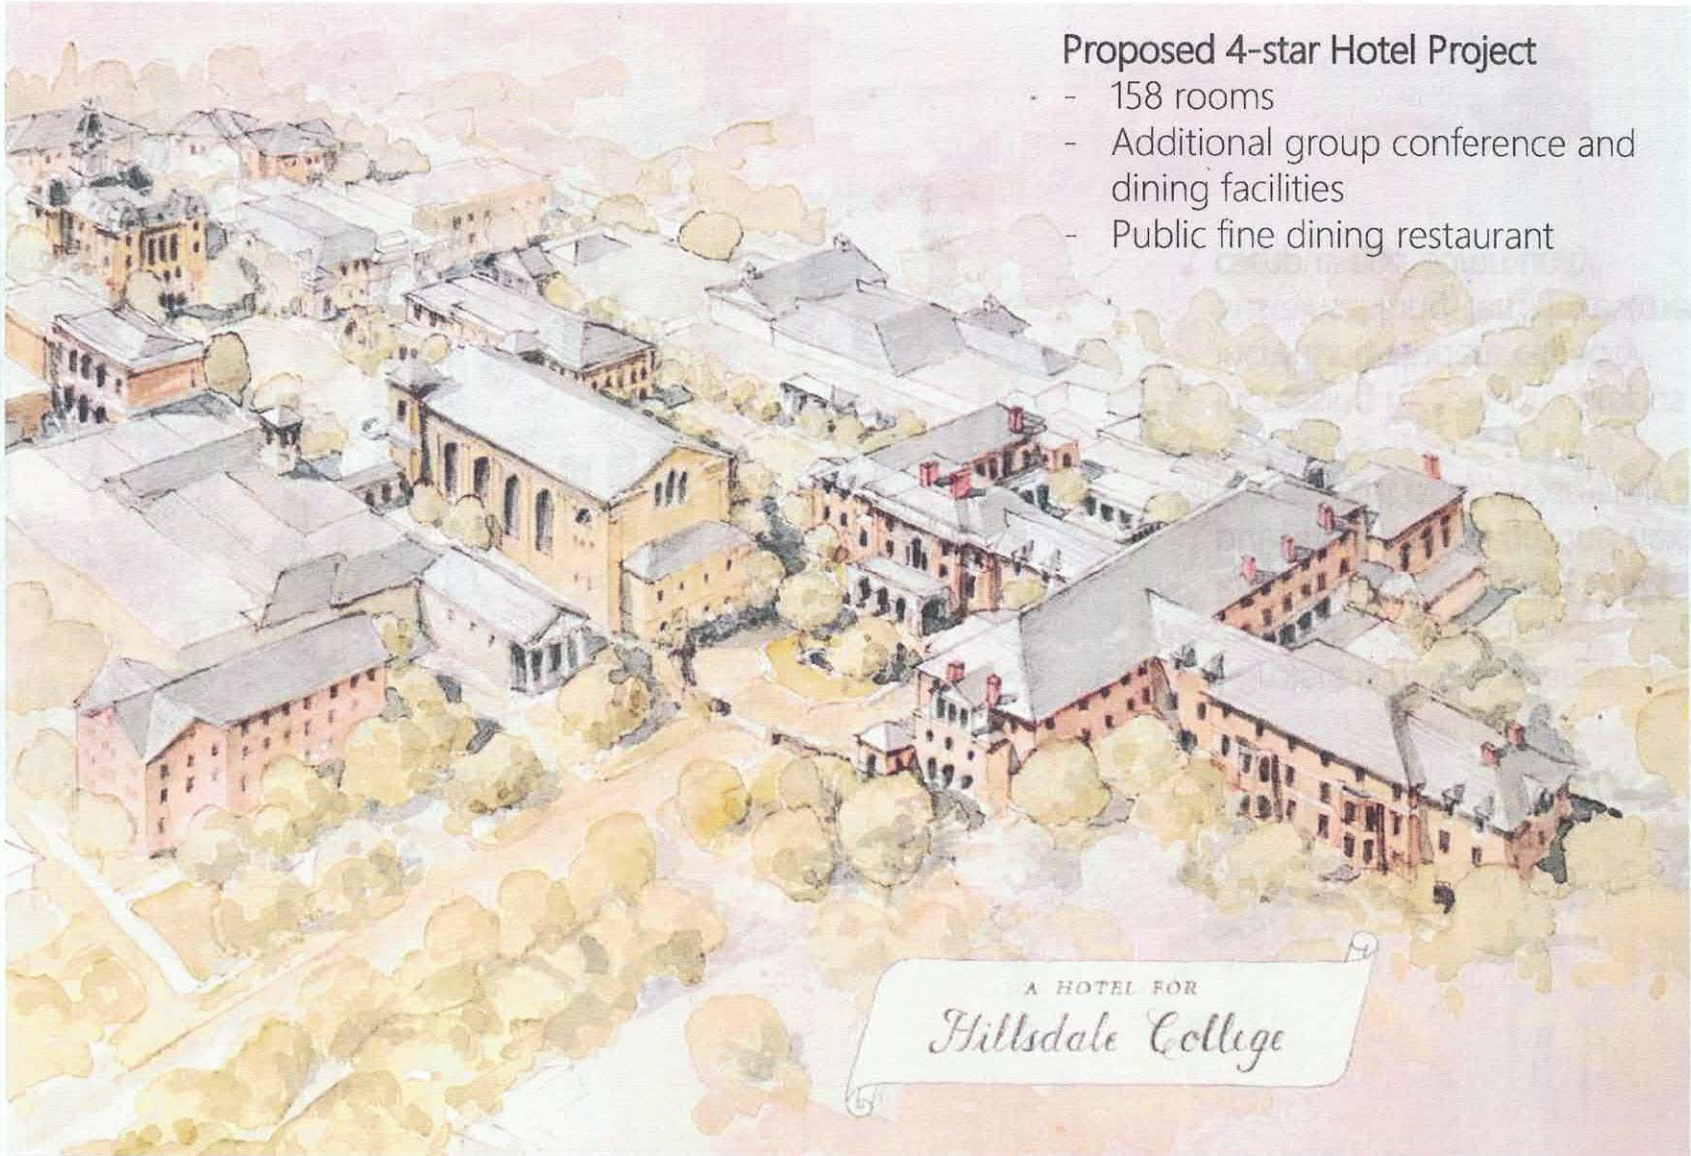 Proposed 4-star Hotel Project
- 158 rooms
- Additional group conference and
dining facilities
- Public fine dining restaurant
A HOTEL FOR
Hillsdale College